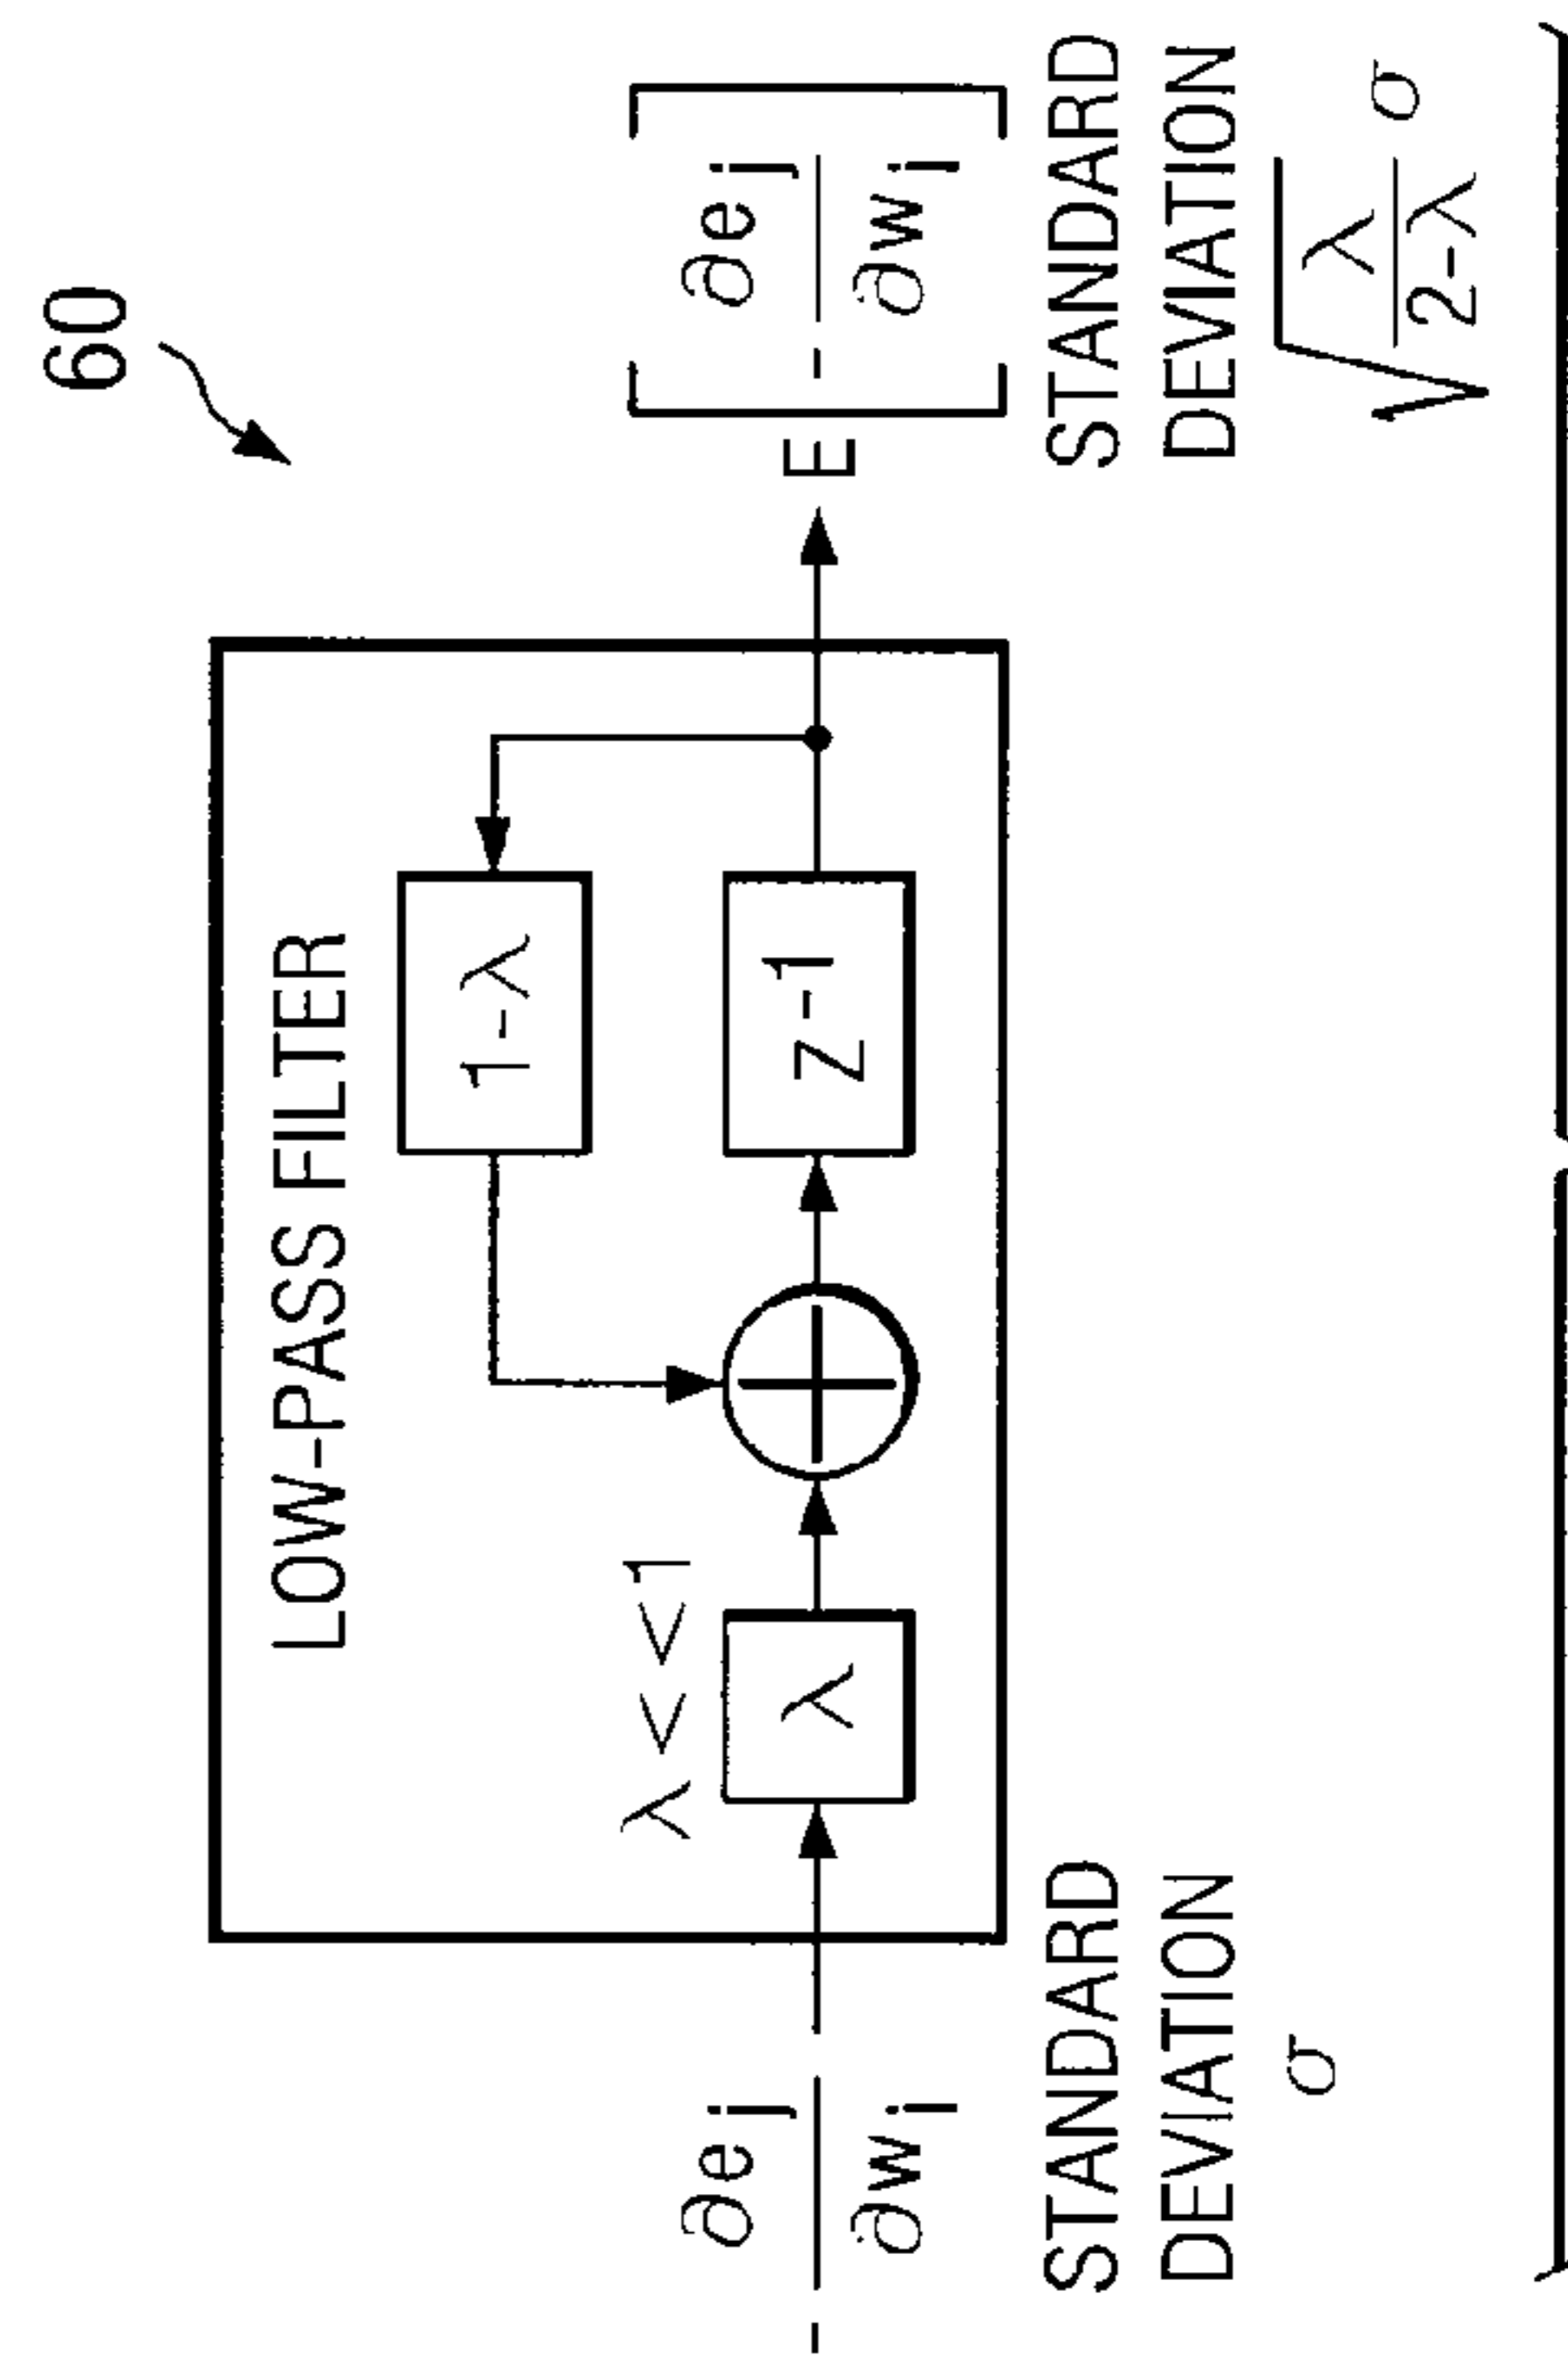 60
LOW-PASS FILTER
1-λ
λ<<1
λ
z-1
- ∂ej
∂wi
E [ - ∂ej
∂wi ]
STANDARD
DEVIATION
σ
STANDARD
DEVIATION
√ λ
2-λ σ